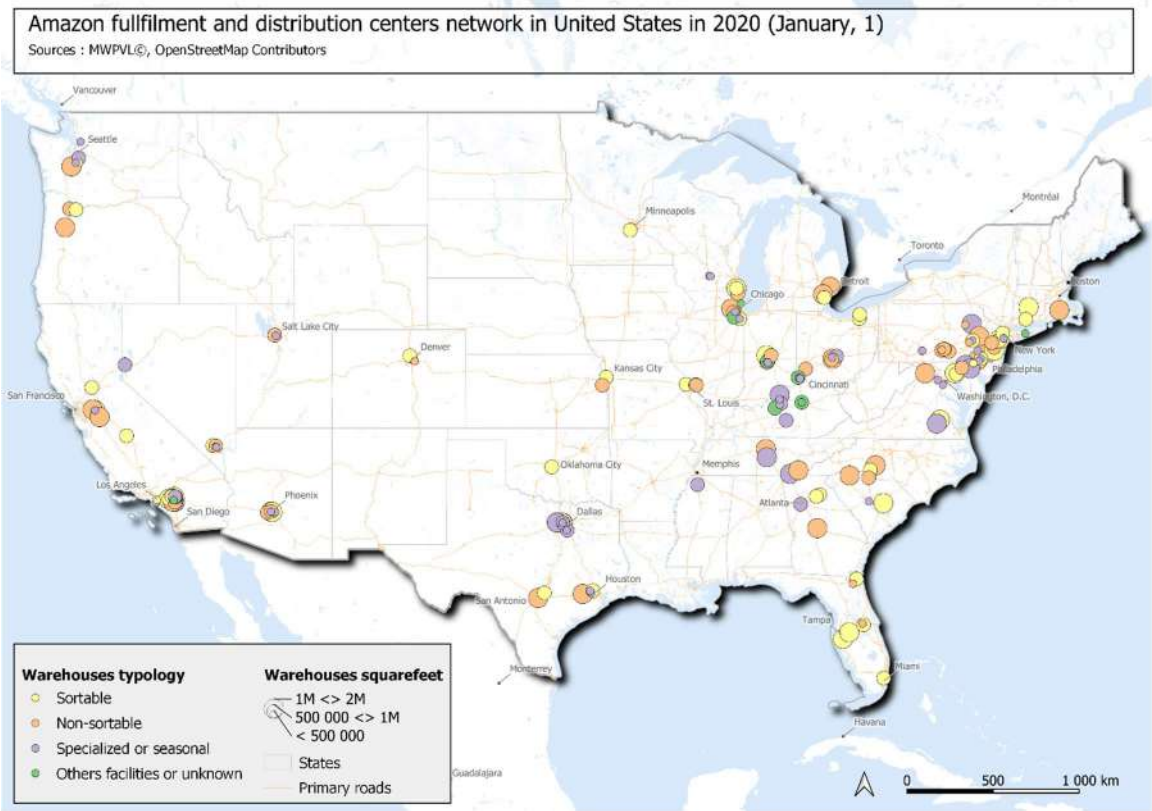 Amazon fullfilment and distribution centers network in United States in 2020 (January, 1)
Sources : MWPVL©, OpenStreetMap Contributors
Vancouver
Seattle
Minneapolis
Montréal
Toronto
Detroit
Boston
Chicago
Salt Lake City
Denver
New York
Philadelphia
Kansas City
Cincinnati
San Francisco
Washington, D.C.
St. Louis
Memphis
Oklahoma City
Los Angeles
Phoenix
Atlanta
San Diego
Dallas
Houston
San Antonio
Tampa
Miami
Monterrey
Havana
Guadalajara
Warehouses typology
Sortable
Non-sortable
Specialized or seasonal
Others facilities or unknown
Warehouses squarefeet
1M <> 2M
500 000 <> 1M
< 500 000
States
Primary roads
0 500 1 000 km